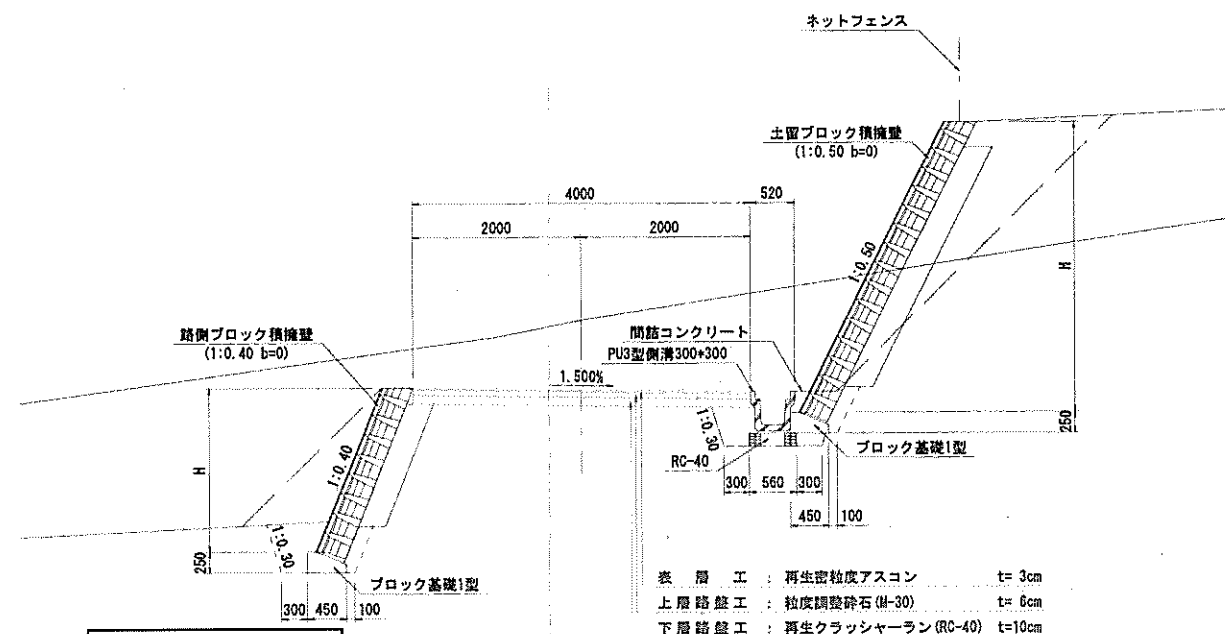 ネットフェンス
土留ブロック積擁壁
(1:0.50 b=0)
4000
520
2000
2000
1:0.50
H
路側ブロック積擁壁
(1:0.40 b=0)
間詰コンクリート
PU3型側溝300*300
1.500%
1:0.40
H
1:0.30
250
RC-40
ブロック基礎1型
300
560
300
450
100
1:0.30
250
ブロック基礎1型
300
450
100
表層工 : 再生密粒度アスコン t= 3cm
上層路盤工 : 粒度調整砕石(M-30) t= 6cm
下層路盤工 : 再生クラッシャーラン(RC-40) t=10cm